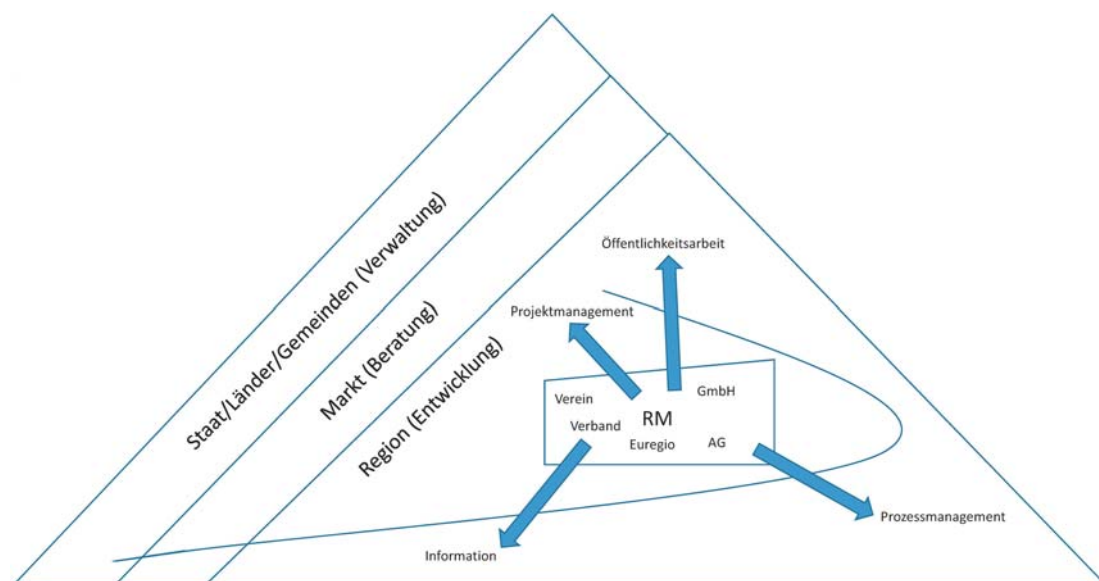 Staat/Länder/Gemeinden (Verwaltung)
Markt (Beratung)
Region (Entwicklung)
Öffentlichkeitsarbeit
Projektmanagement
Verein
GmbH
Verband
RM
Euregio
AG
Prozessmanagement
Information